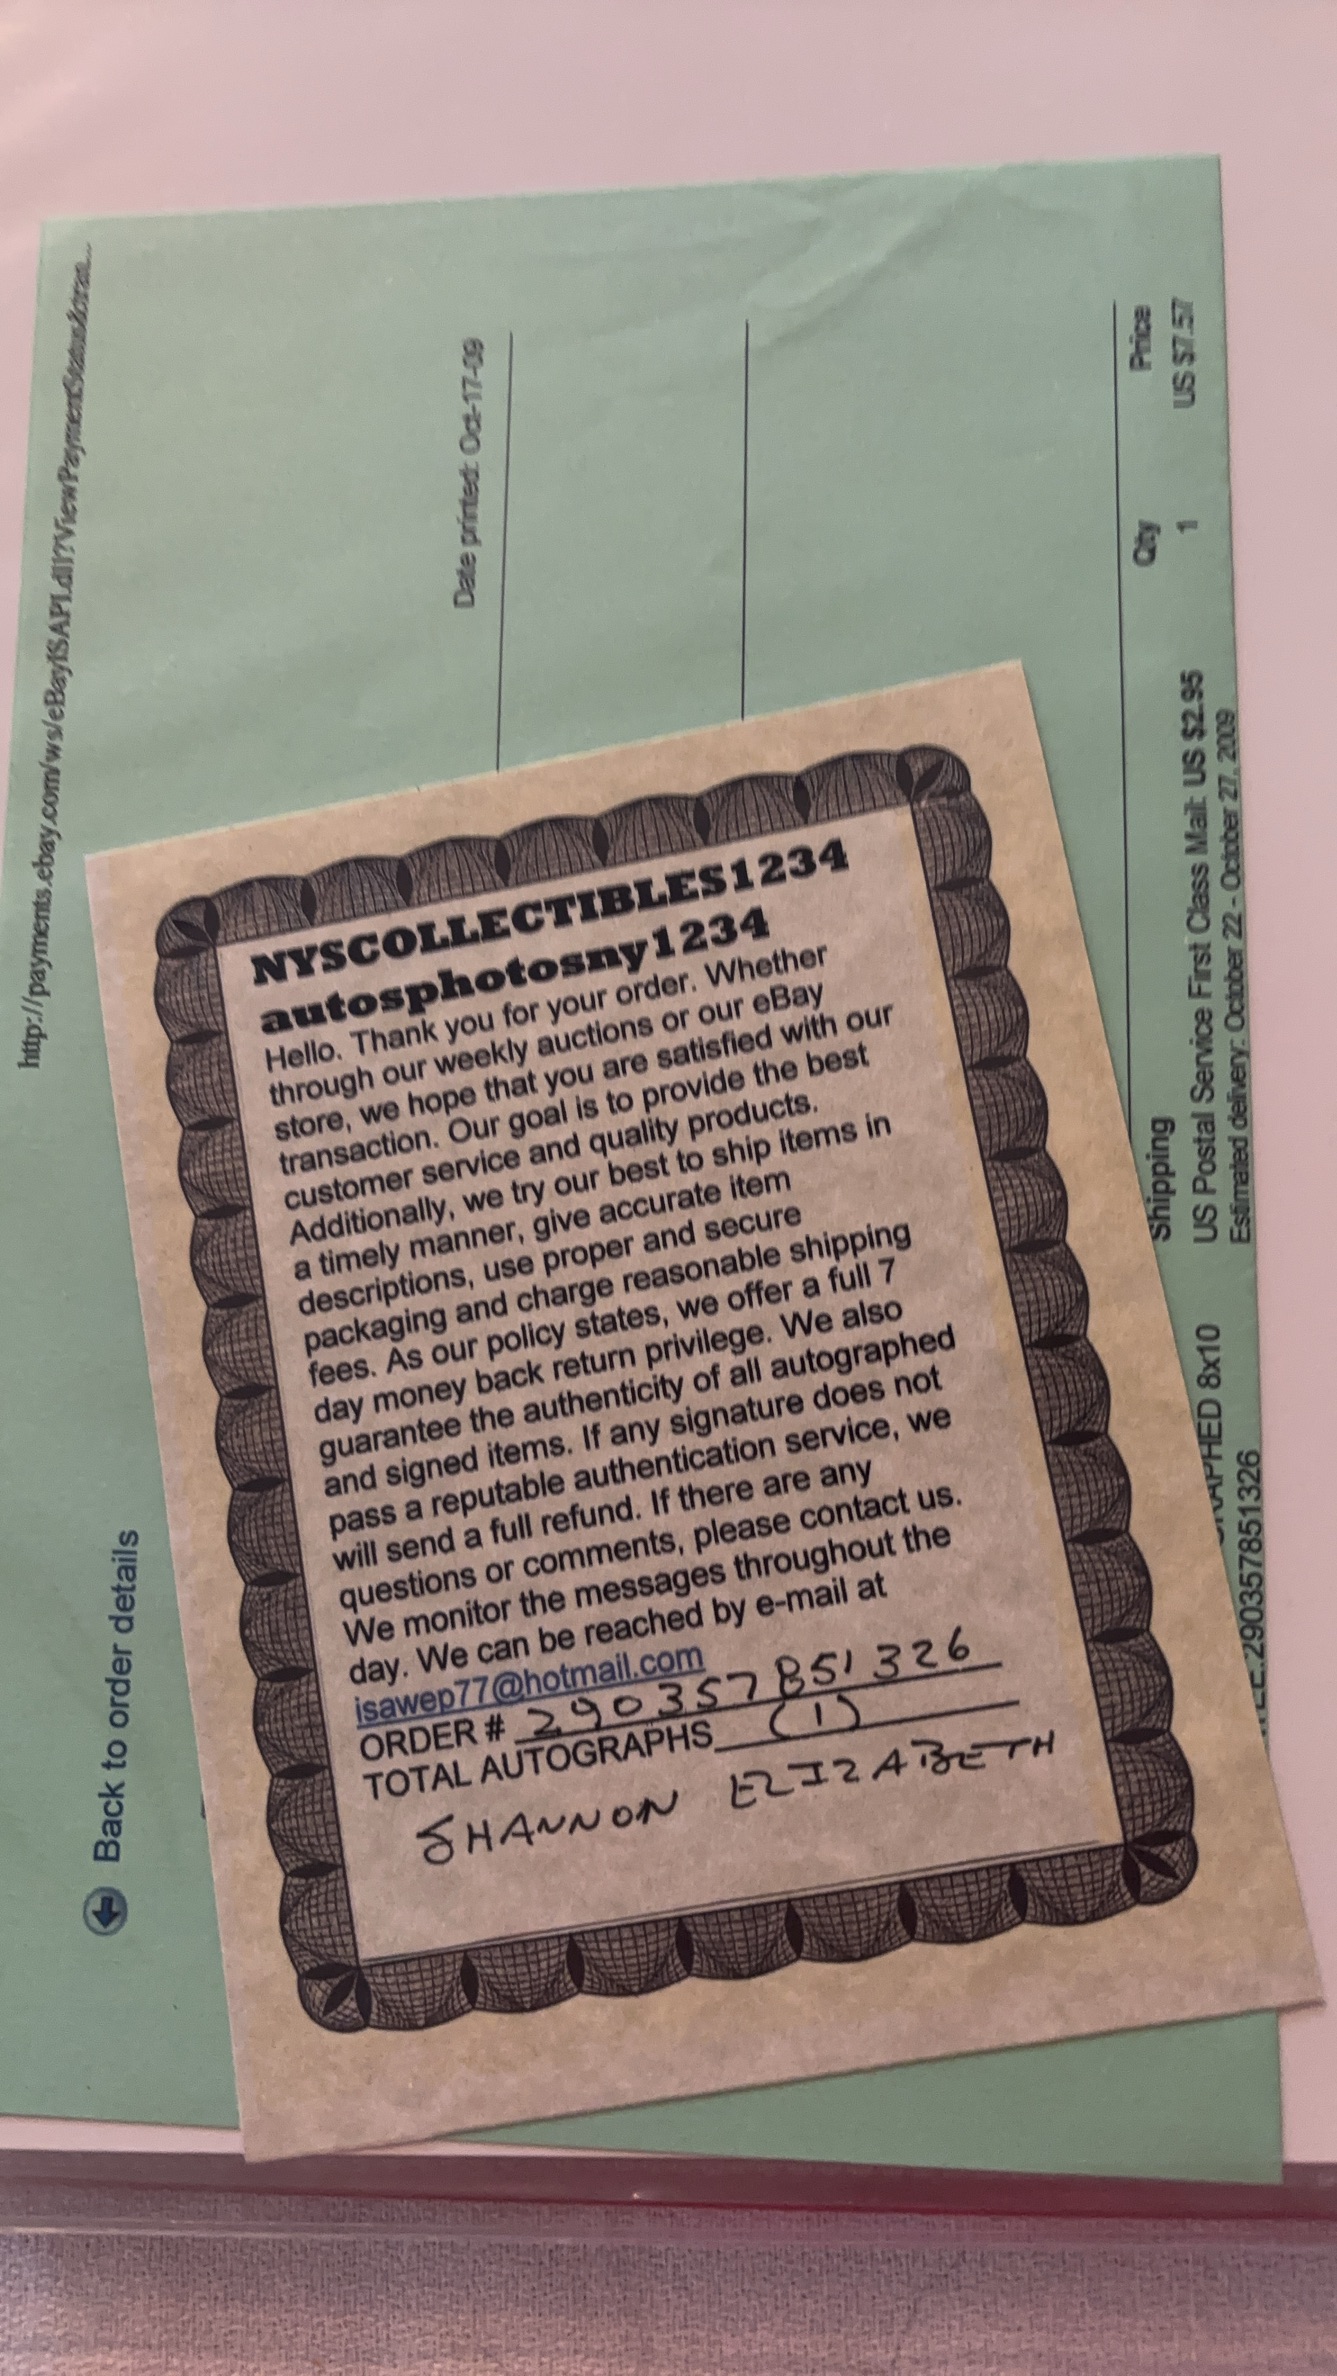 http://payments.ebay.com/ws/eBayISAPI.dll?ViewPaymentStatus&
Back to order details
Date printed: Oct-17-09
Shipping Qty Price
8x10 US Postal Service First Class Mail: US $2.95 1 US $7.57
290357851326 Estimated delivery: October 22 - October 27, 2009
NYSCOLLECTIBLES1234
autosphotosny1234
Hello. Thank you for your order. Whether
through our weekly auctions or our eBay
store, we hope that you are satisfied with our
transaction. Our goal is to provide the best
customer service and quality products.
Additionally, we try our best to ship items in
a timely manner, give accurate item
descriptions, use proper and secure
packaging and charge reasonable shipping
fees. As our policy states, we offer a full 7
day money back return privilege. We also
guarantee the authenticity of all autographed
and signed items. If any signature does not
pass a reputable authentication service, we
will send a full refund. If there are any
questions or comments, please contact us.
We monitor the messages throughout the
day. We can be reached by e-mail at
isawep77@hotmail.com
ORDER # 290357851326
TOTAL AUTOGRAPHS (1)
SHANNON ELIZABETH